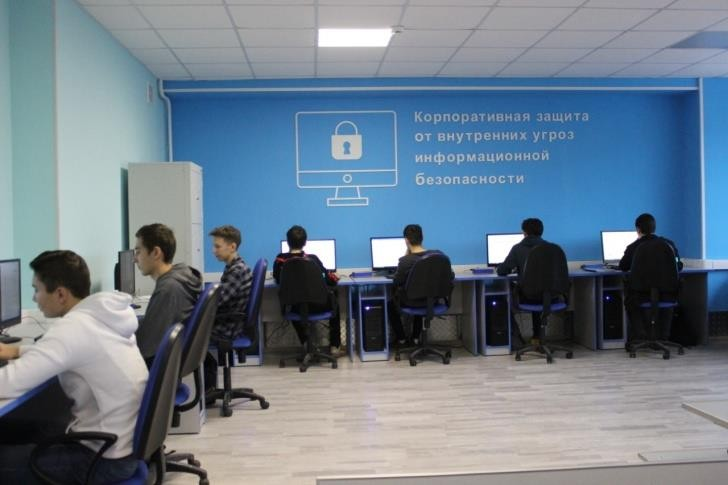 Корпоративная защита
от внутренних угроз
информационной
безопасности